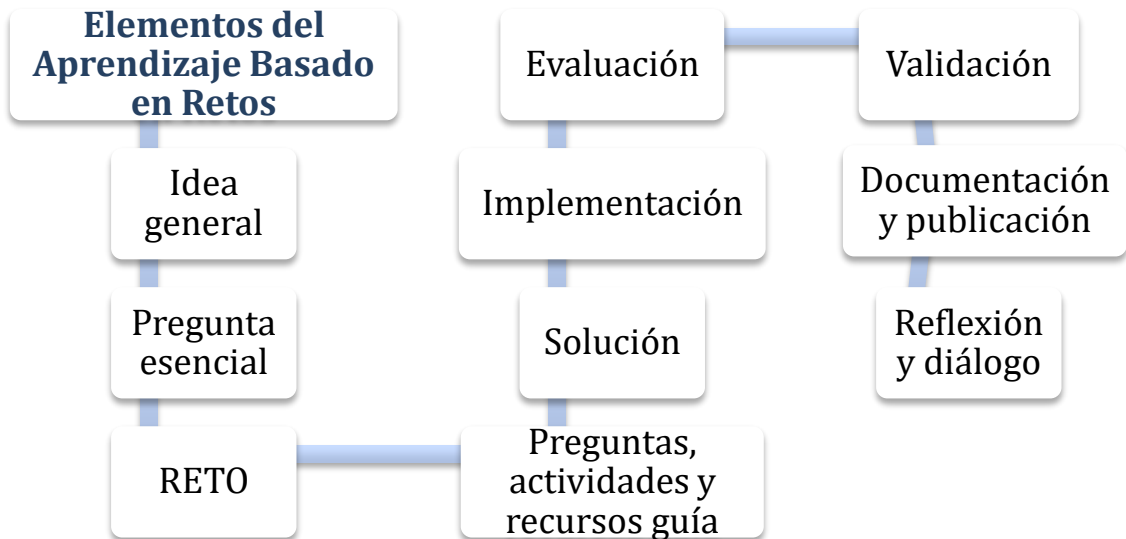 Elementos del
Aprendizaje Basado
en Retos
Idea
general
Pregunta
esencial
RETO
Preguntas,
actividades y
recursos guía
Solución
Implementación
Evaluación
Validación
Documentación
y publicación
Reflexión
y diálogo